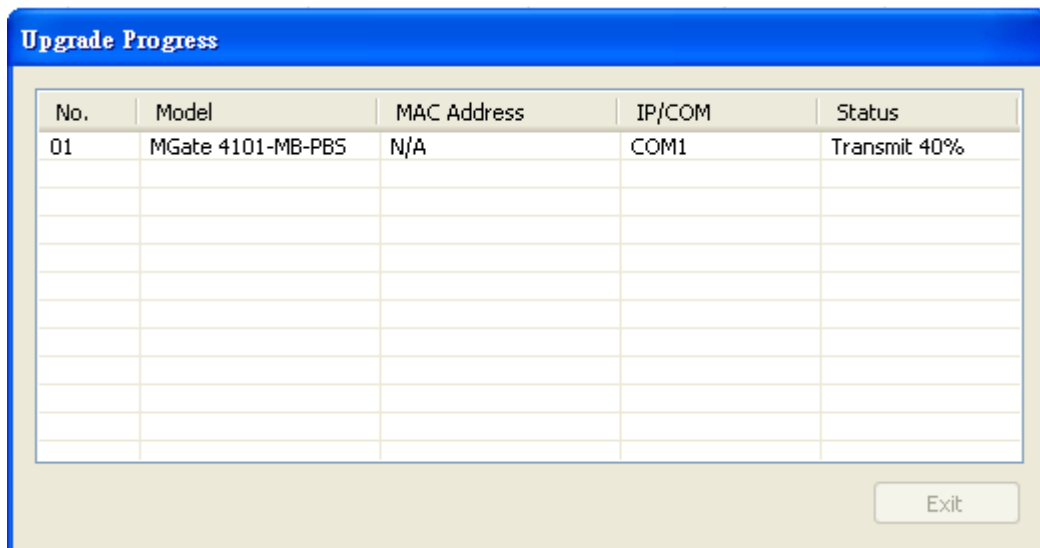 Upgrade Progress
No. Model MAC Address IP/COM Status
01 MGate 4101-MB-PBS N/A COM1 Transmit 40%
Exit